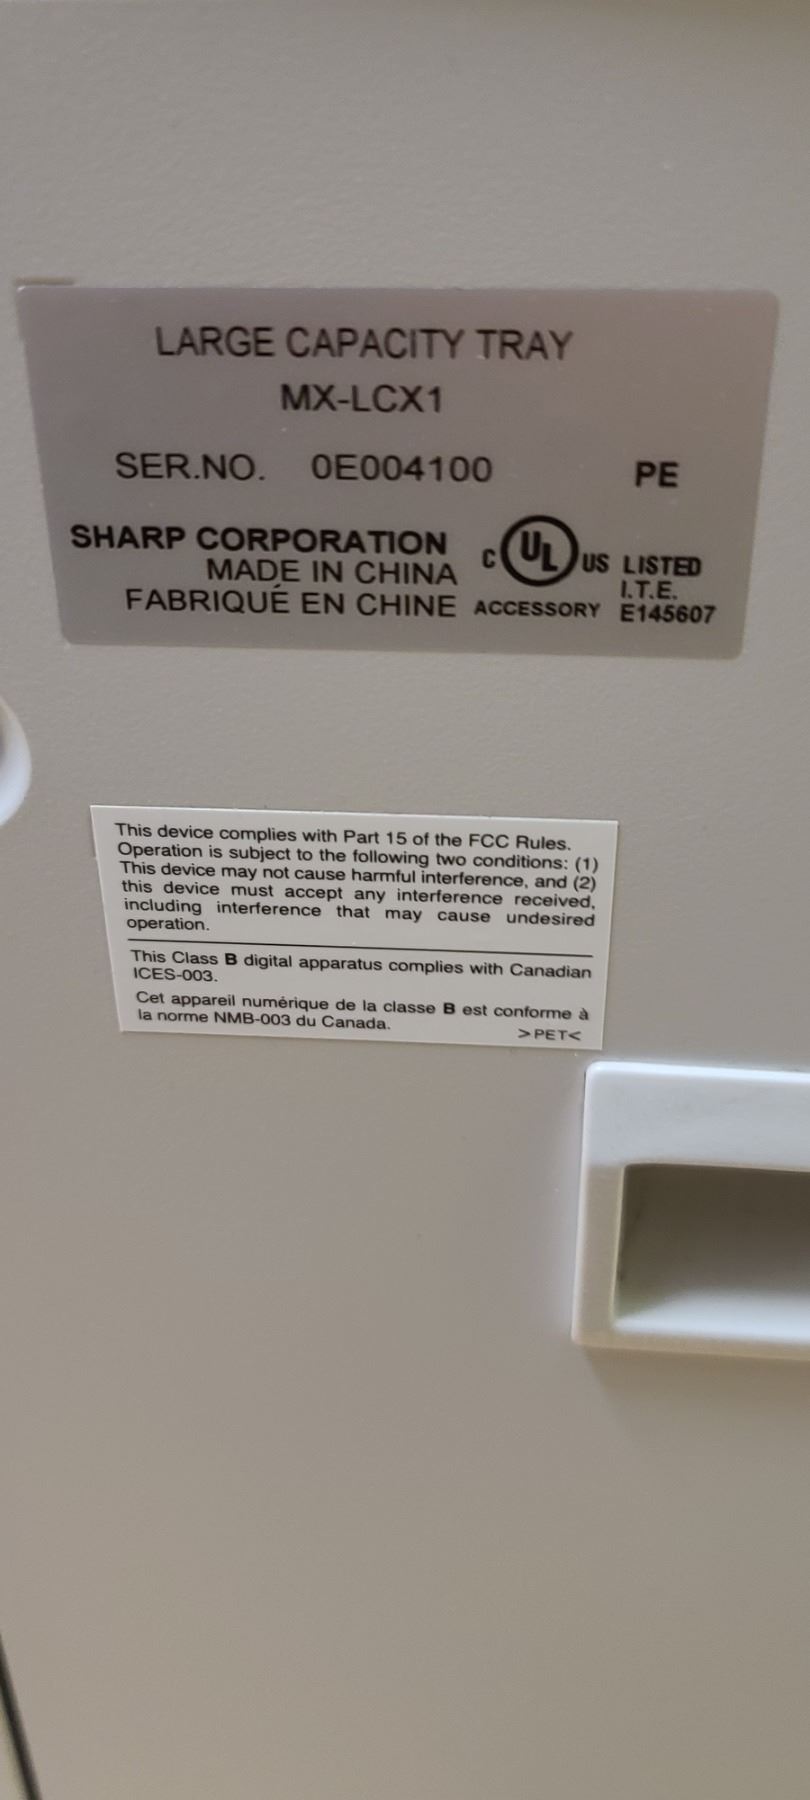 LARGE CAPACITY TRAY
MX-LCX1
SER.NO. 0E004100 PE
SHARP CORPORATION
MADE IN CHINA
FABRIQUÉ EN CHINE
C UL US LISTED
I.T.E.
ACCESSORY E145607
This device complies with Part 15 of the FCC Rules.
Operation is subject to the following two conditions: (1)
This device may not cause harmful interference, and (2)
this device must accept any interference received,
including interference that may cause undesired
operation.
This Class B digital apparatus complies with Canadian
ICES-003.
Cet appareil numérique de la classe B est conforme à
la norme NMB-003 du Canada.
>PET<